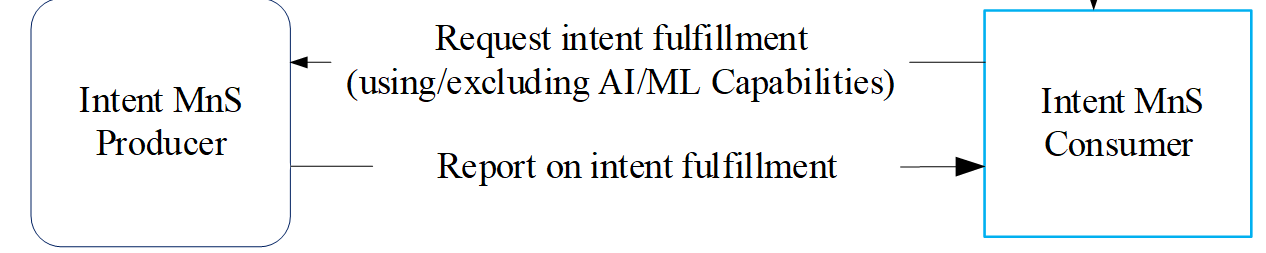 Request intent fulfillment
(using/excluding AI/ML Capabilities)
Intent MnS
Producer
Intent MnS
Consumer
Report on intent fulfillment